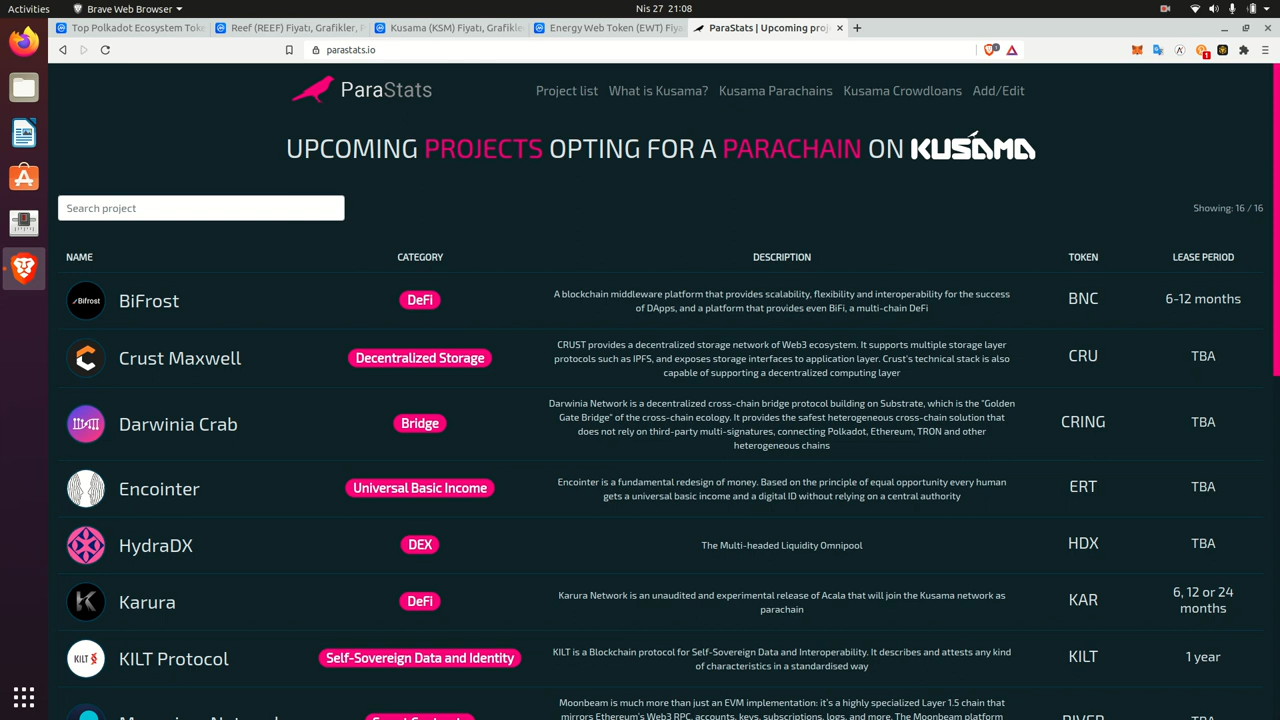 Activities
Brave Web Browser
Nis 27 21:08
Top Polkadot Ecosystem Toke
Reef (REEF) Fiyatı, Grafikler, P
Kusama (KSM) Fiyatı, Grafikle
Energy Web Token (EWT) Fiya
ParaStats | Upcoming proj
parastats.io
1
1
ParaStats
Project list
What is Kusama?
Kusama Parachains
Kusama Crowdloans
Add/Edit
UPCOMING PROJECTS OPTING FOR A PARACHAIN ON KUSAMA
Search project
Showing: 16 / 16
NAME CATEGORY DESCRIPTION TOKEN LEASE PERIOD
Bifrost
BiFrost
DeFi
A blockchain middleware platform that provides scalability, flexibility and interoperability for the success
of DApps, and a platform that provides even BiFi, a multi-chain DeFi
BNC
6-12 months
Crust Maxwell
Decentralized Storage
CRUST provides a decentralized storage network of Web3 ecosystem. It supports multiple storage layer
protocols such as IPFS, and exposes storage interfaces to application layer. Crust's technical stack is also
capable of supporting a decentralized computing layer
CRU
TBA
Darwinia Crab
Bridge
Darwinia Network is a decentralized cross-chain bridge protocol building on Substrate, which is the "Golden
Gate Bridge" of the cross-chain ecology. It provides the safest heterogeneous cross-chain solution that
does not rely on third-party multi-signatures, connecting Polkadot, Ethereum, TRON and other
heterogeneous chains
CRING
TBA
Encointer
Universal Basic Income
Encointer is a fundamental redesign of money. Based on the principle of equal opportunity every human
gets a universal basic income and a digital ID without relying on a central authority
ERT
TBA
HydraDX
DEX
The Multi-headed Liquidity Omnipool
HDX
TBA
Karura
DeFi
Karura Network is an unaudited and experimental release of Acala that will join the Kusama network as
parachain
KAR
6, 12 or 24
months
KILT
KILT Protocol
Self-Sovereign Data and Identity
KILT is a Blockchain protocol for Self-Sovereign Data and Interoperability. It describes and attests any kind
of characteristics in a standardised way
KILT
1 year
Moonbeam is much more than just an EVM implementation: it's a highly specialized Layer 1.5 chain that
mirrors Ethereum's Web3 RPC, accounts, keys, subscriptions, logs, and more. The Moonbeam platform